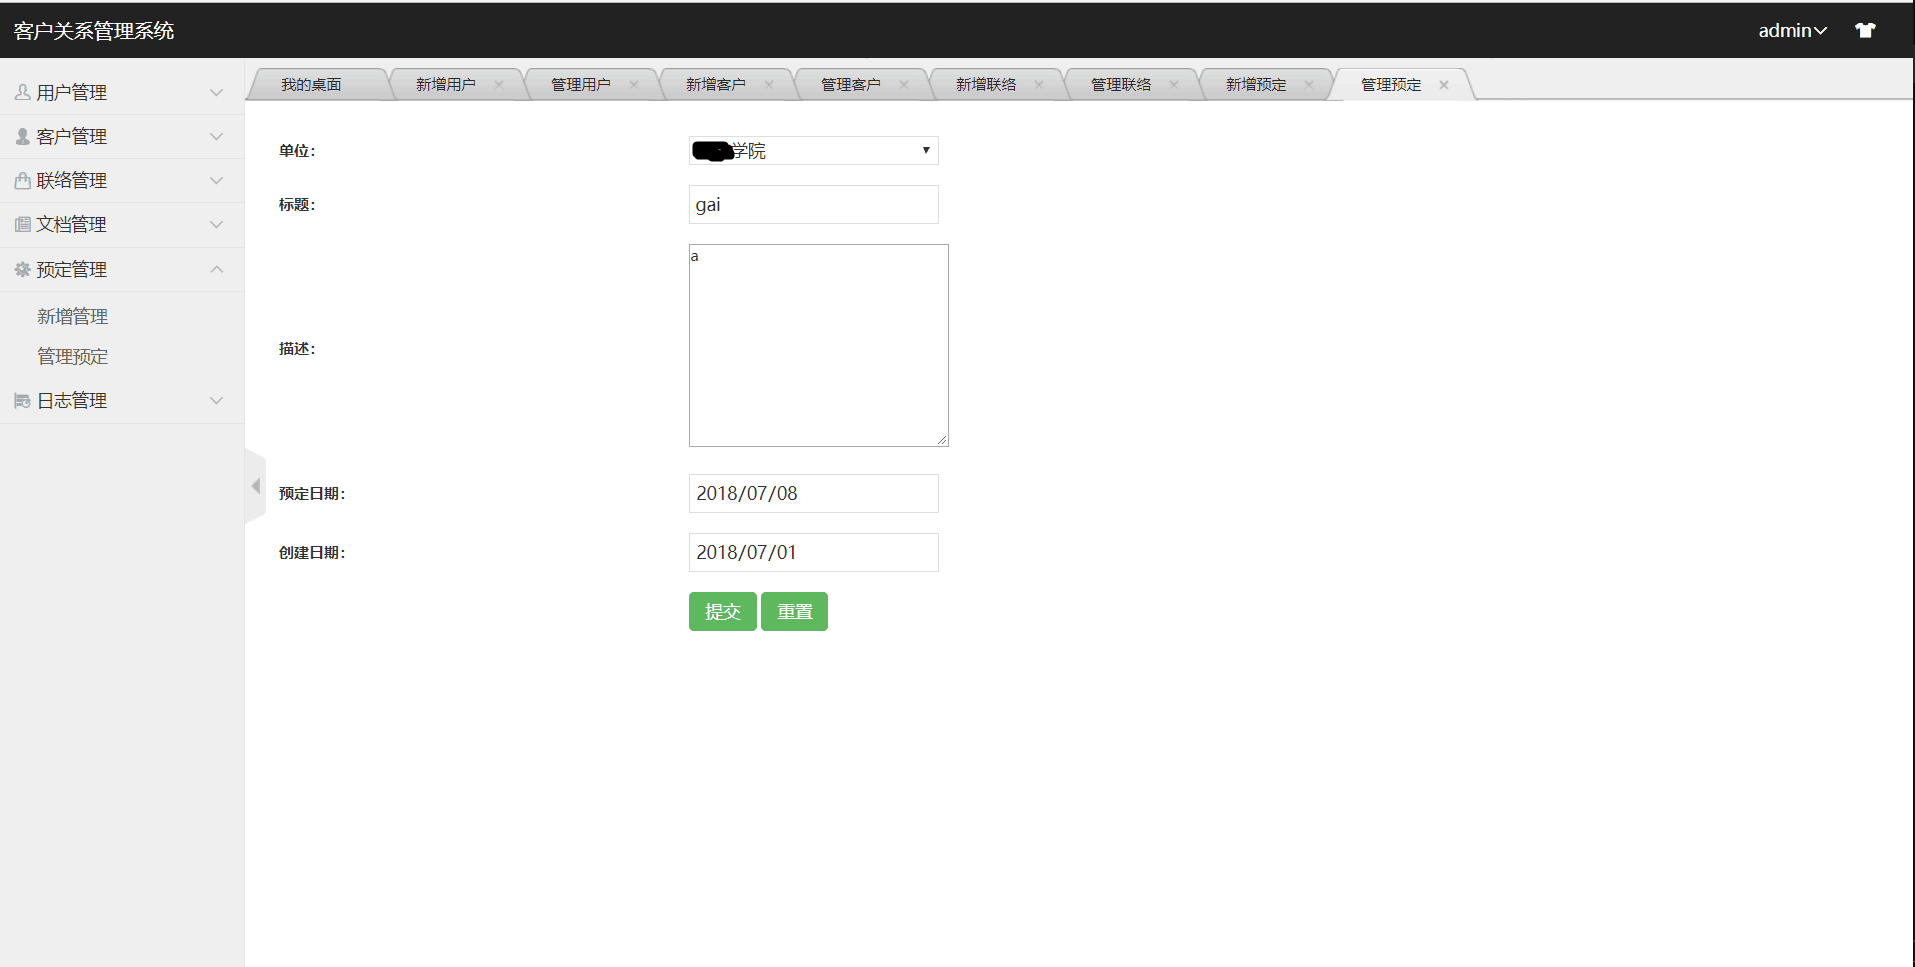 客户关系管理系统
admin
用户管理
客户管理
联络管理
文档管理
预定管理
新增管理
管理预定
日志管理
我的桌面 新增用户 管理用户 新增客户 管理客户 新增联络 管理联络 新增预定 管理预定
单位: 学院
标题: gai
描述: a
预定日期: 2018/07/08
创建日期: 2018/07/01
提交 重置